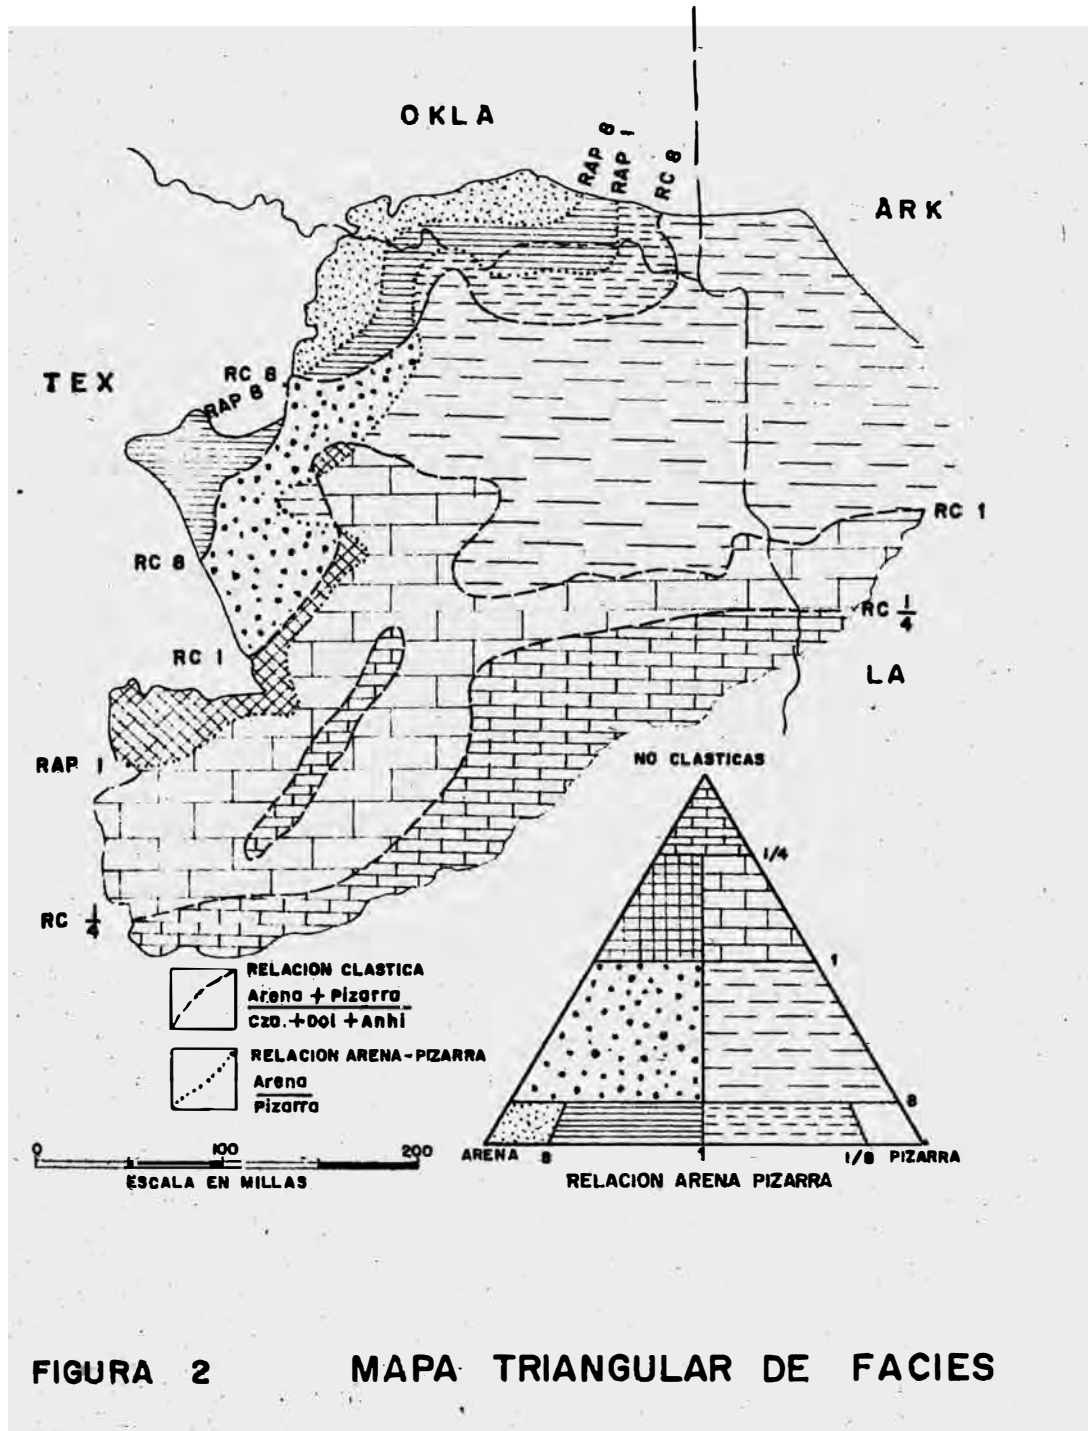 OKLA
RAP 8
RAP 1
RC 8
ARK
TEX
RC 8
RAP 8
RC 1
RC 8
RC 1/4
RC 1
LA
RAP 1
NO CLASTICAS
1/4
RC 1/4
RELACION CLASTICA
Arena + Pizarra
Cza. + Dol + Anhi
1
RELACION ARENA-PIZARRA
Arena
Pizarra
8
0 100 200
ESCALA EN MILLAS
ARENA 8 1 1/8 PIZARRA
RELACION ARENA PIZARRA
FIGURA 2 MAPA TRIANGULAR DE FACIES